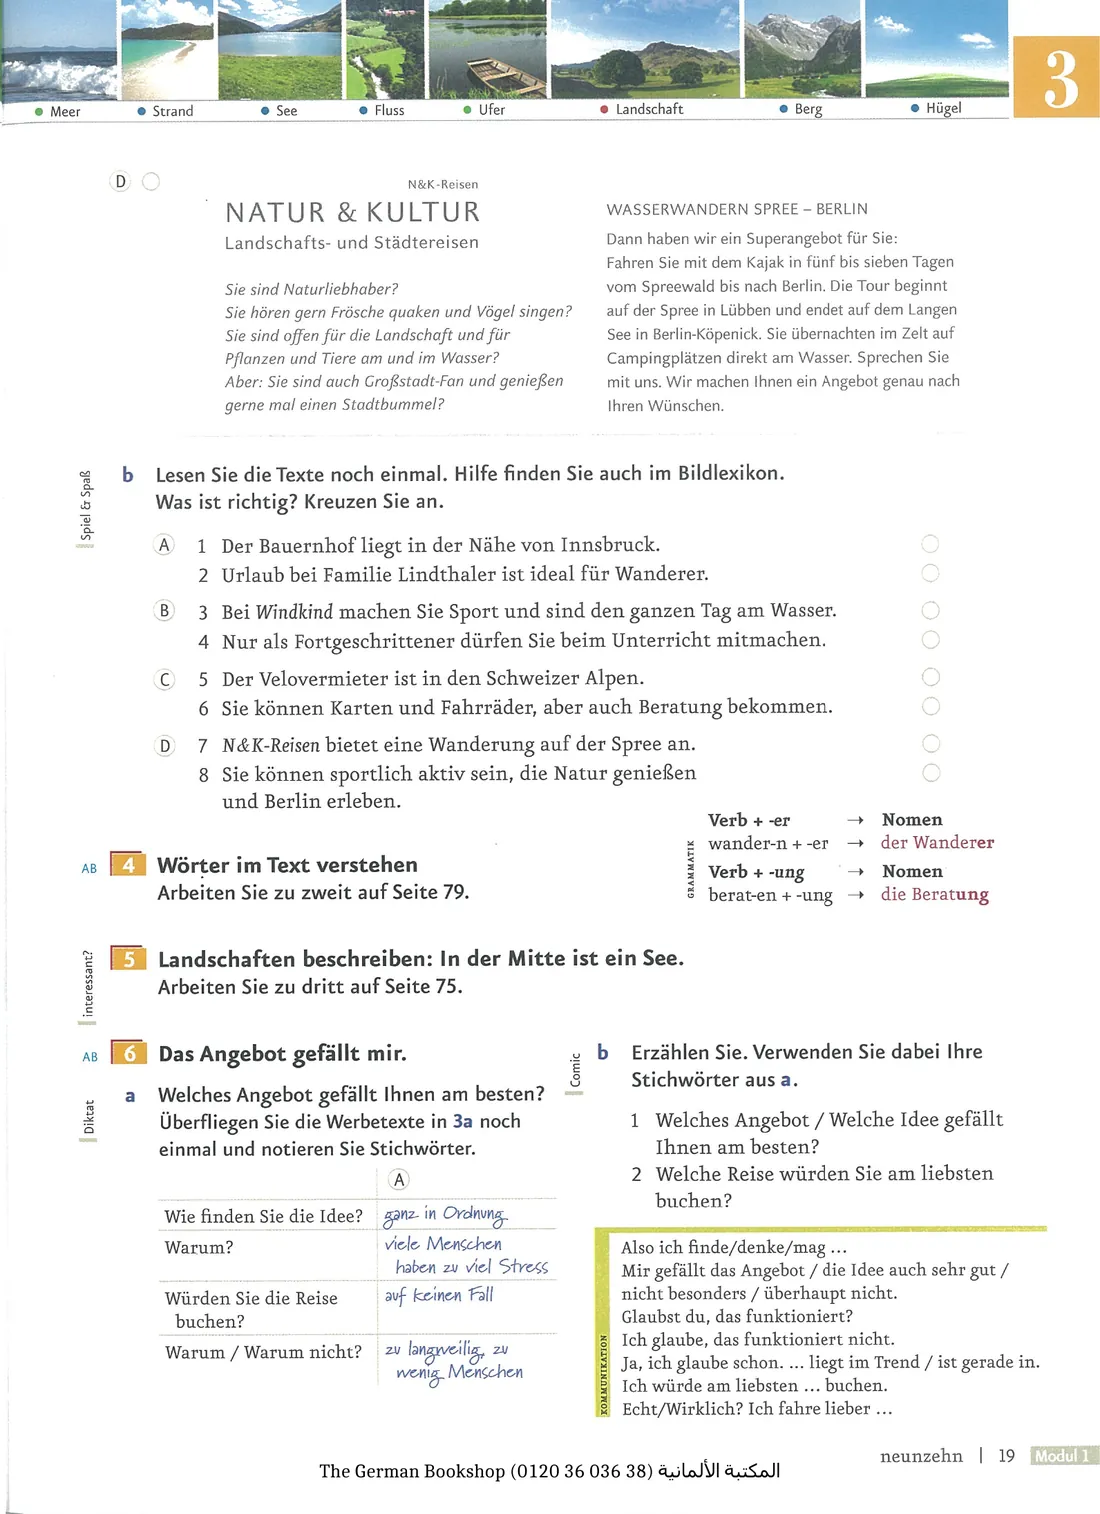 Meer
Strand
See
Fluss
Ufer
Landschaft
Berg
Hügel
3
D
N&K-Reisen
NATUR & KULTUR
Landschafts- und Städtereisen
Sie sind Naturliebhaber?
Sie hören gern Frösche quaken und Vögel singen?
Sie sind offen für die Landschaft und für
Pflanzen und Tiere am und im Wasser?
Aber: Sie sind auch Großstadt-Fan und genießen
gerne mal einen Stadtbummel?
WASSERWANDERN SPREE – BERLIN
Dann haben wir ein Superangebot für Sie:
Fahren Sie mit dem Kajak in fünf bis sieben Tagen
vom Spreewald bis nach Berlin. Die Tour beginnt
auf der Spree in Lübben und endet auf dem Langen
See in Berlin-Köpenick. Sie übernachten im Zelt auf
Campingplätzen direkt am Wasser. Sprechen Sie
mit uns. Wir machen Ihnen ein Angebot genau nach
Ihren Wünschen.
Spiel & Spaß
b Lesen Sie die Texte noch einmal. Hilfe finden Sie auch im Bildlexikon.
Was ist richtig? Kreuzen Sie an.
A 1 Der Bauernhof liegt in der Nähe von Innsbruck.
2 Urlaub bei Familie Lindthaler ist ideal für Wanderer.
B 3 Bei Windkind machen Sie Sport und sind den ganzen Tag am Wasser.
4 Nur als Fortgeschrittener dürfen Sie beim Unterricht mitmachen.
C 5 Der Velovermieter ist in den Schweizer Alpen.
6 Sie können Karten und Fahrräder, aber auch Beratung bekommen.
D 7 N&K-Reisen bietet eine Wanderung auf der Spree an.
8 Sie können sportlich aktiv sein, die Natur genießen
und Berlin erleben.
GRAMMATIK
Verb + -er → Nomen
wander-n + -er → der Wanderer
Verb + -ung → Nomen
berat-en + -ung → die Beratung
AB 4 Wörter im Text verstehen
Arbeiten Sie zu zweit auf Seite 79.
interessant?
5 Landschaften beschreiben: In der Mitte ist ein See.
Arbeiten Sie zu dritt auf Seite 75.
AB 6 Das Angebot gefällt mir.
Diktat
a Welches Angebot gefällt Ihnen am besten?
Überfliegen Sie die Werbetexte in 3a noch
einmal und notieren Sie Stichwörter.
A
Wie finden Sie die Idee? ganz in Ordnung
Warum? viele Menschen
haben zu viel Stress
Würden Sie die Reise auf keinen Fall
buchen?
Warum / Warum nicht? zu langweilig, zu
wenig Menschen
Comic
b Erzählen Sie. Verwenden Sie dabei Ihre
Stichwörter aus a.
1 Welches Angebot / Welche Idee gefällt
Ihnen am besten?
2 Welche Reise würden Sie am liebsten
buchen?
KOMMUNIKATION
Also ich finde/denke/mag ...
Mir gefällt das Angebot / die Idee auch sehr gut /
nicht besonders / überhaupt nicht.
Glaubst du, das funktioniert?
Ich glaube, das funktioniert nicht.
Ja, ich glaube schon. ... liegt im Trend / ist gerade in.
Ich würde am liebsten ... buchen.
Echt/Wirklich? Ich fahre lieber ...
neunzehn | 19 Modul 1
The German Bookshop (0120 36 036 38) المكتبة الألمانية